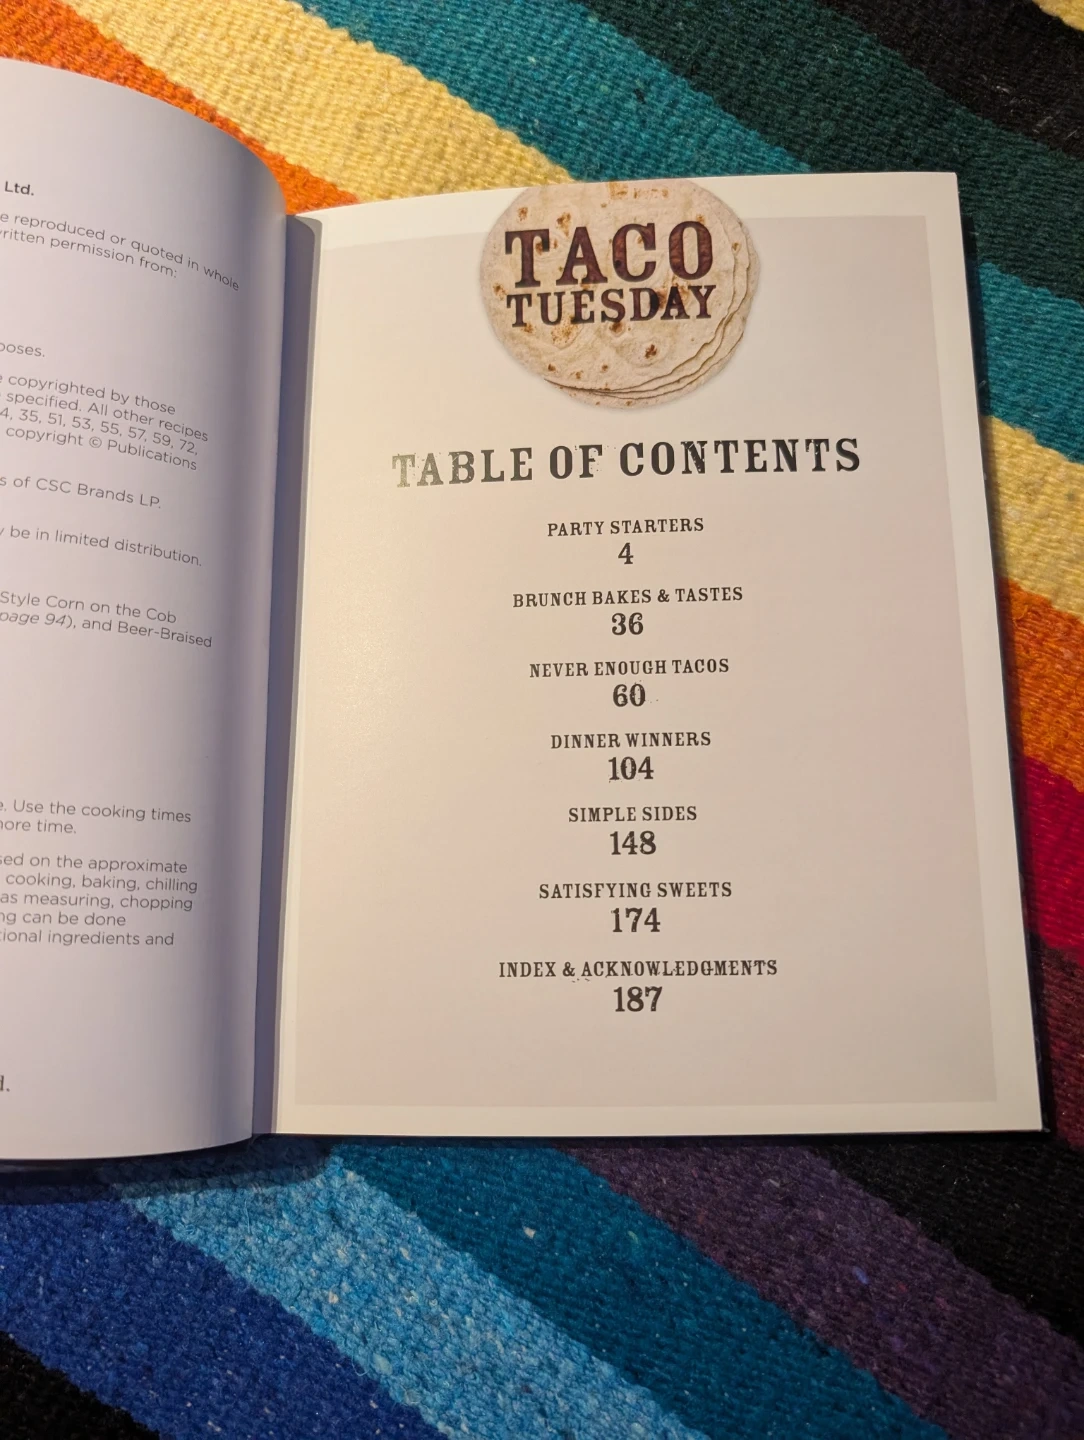 Ltd.
reproduced or quoted in whole
written permission from:
copyrighted by those
specified. All other recipes
35, 51, 53, 55, 57, 59, 72,
copyright © Publications
of CSC Brands LP.
be in limited distribution.
Style Corn on the Cob
page 94), and Beer-Braised
Use the cooking times
more time.
on the approximate
cooking, baking, chilling
as measuring, chopping
can be done
ingredients and
TACO
TUESDAY
TABLE OF CONTENTS
PARTY STARTERS
4
BRUNCH BAKES & TASTES
36
NEVER ENOUGH TACOS
60
DINNER WINNERS
104
SIMPLE SIDES
148
SATISFYING SWEETS
174
INDEX & ACKNOWLEDGMENTS
187